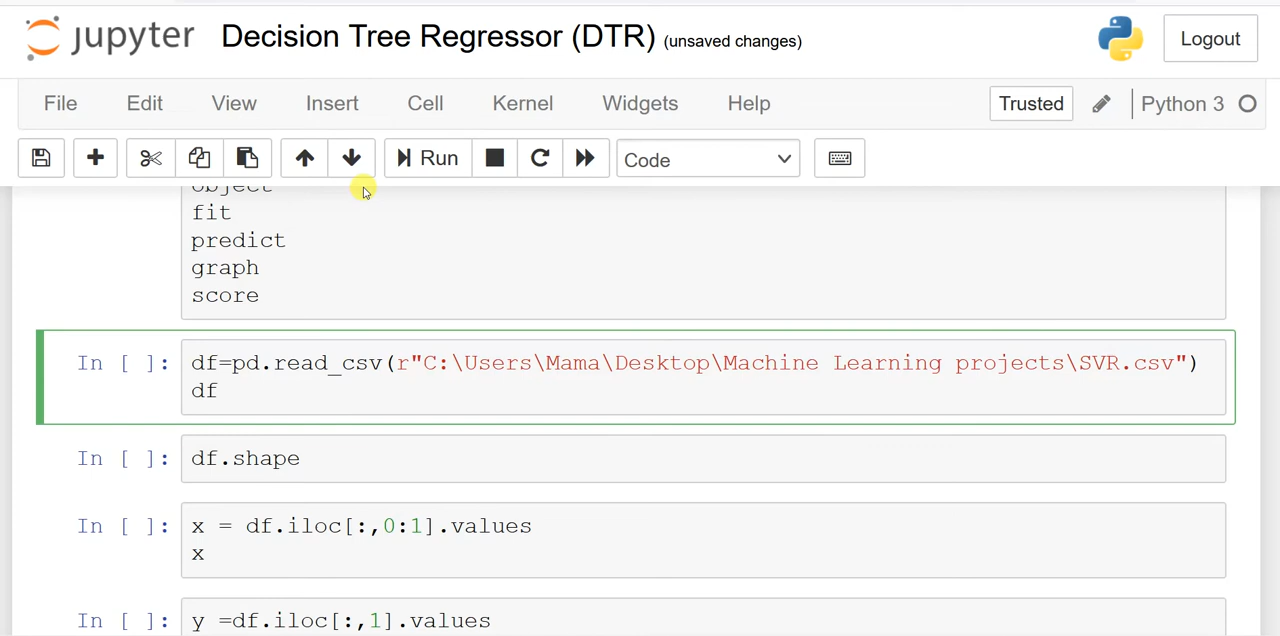 jupyter Decision Tree Regressor (DTR) (unsaved changes) Logout
File Edit View Insert Cell Kernel Widgets Help Trusted Python 3
Run Code
object
fit
predict
graph
score
In [ ]: df=pd.read_csv(r"C:\Users\Mama\Desktop\Machine Learning projects\SVR.csv")
df
In [ ]: df.shape
In [ ]: x = df.iloc[:,0:1].values
x
In [ ]: y =df.iloc[:,1].values